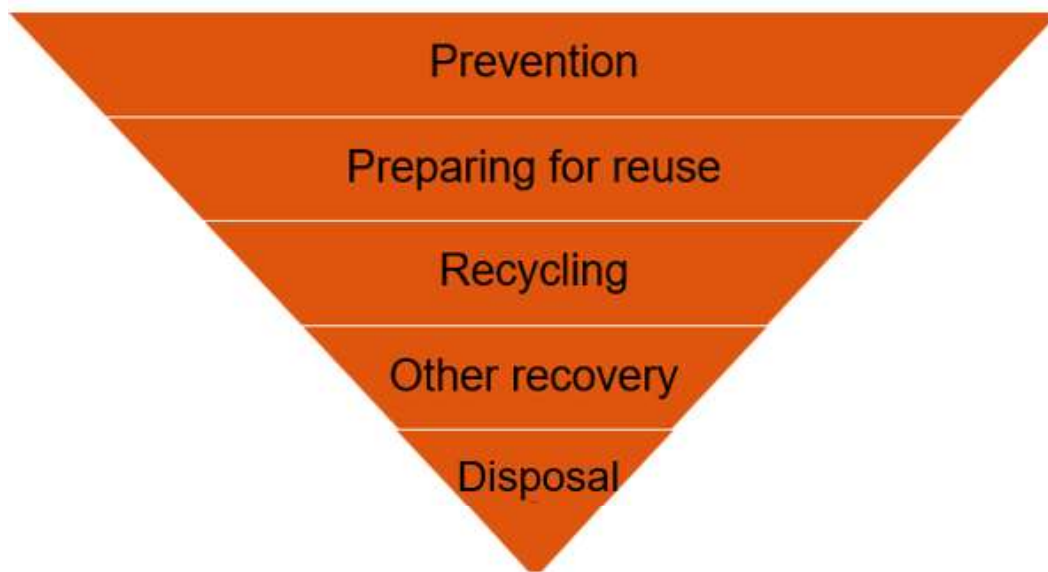 Prevention
Preparing for reuse
Recycling
Other recovery
Disposal